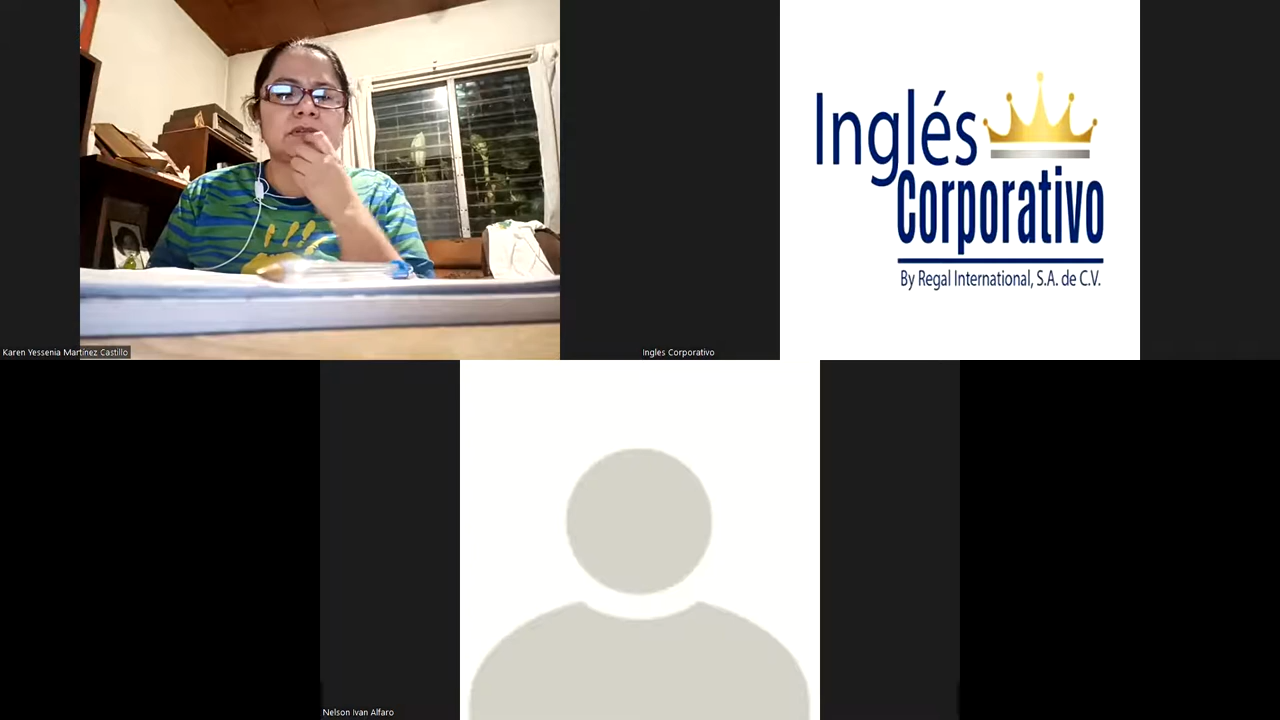 Inglés
Corporativo
By Regal International, S.A. de C.V.
Karen Yessenia Martinez Castillo
Ingles Corporativo
Nelson Ivan Alfaro